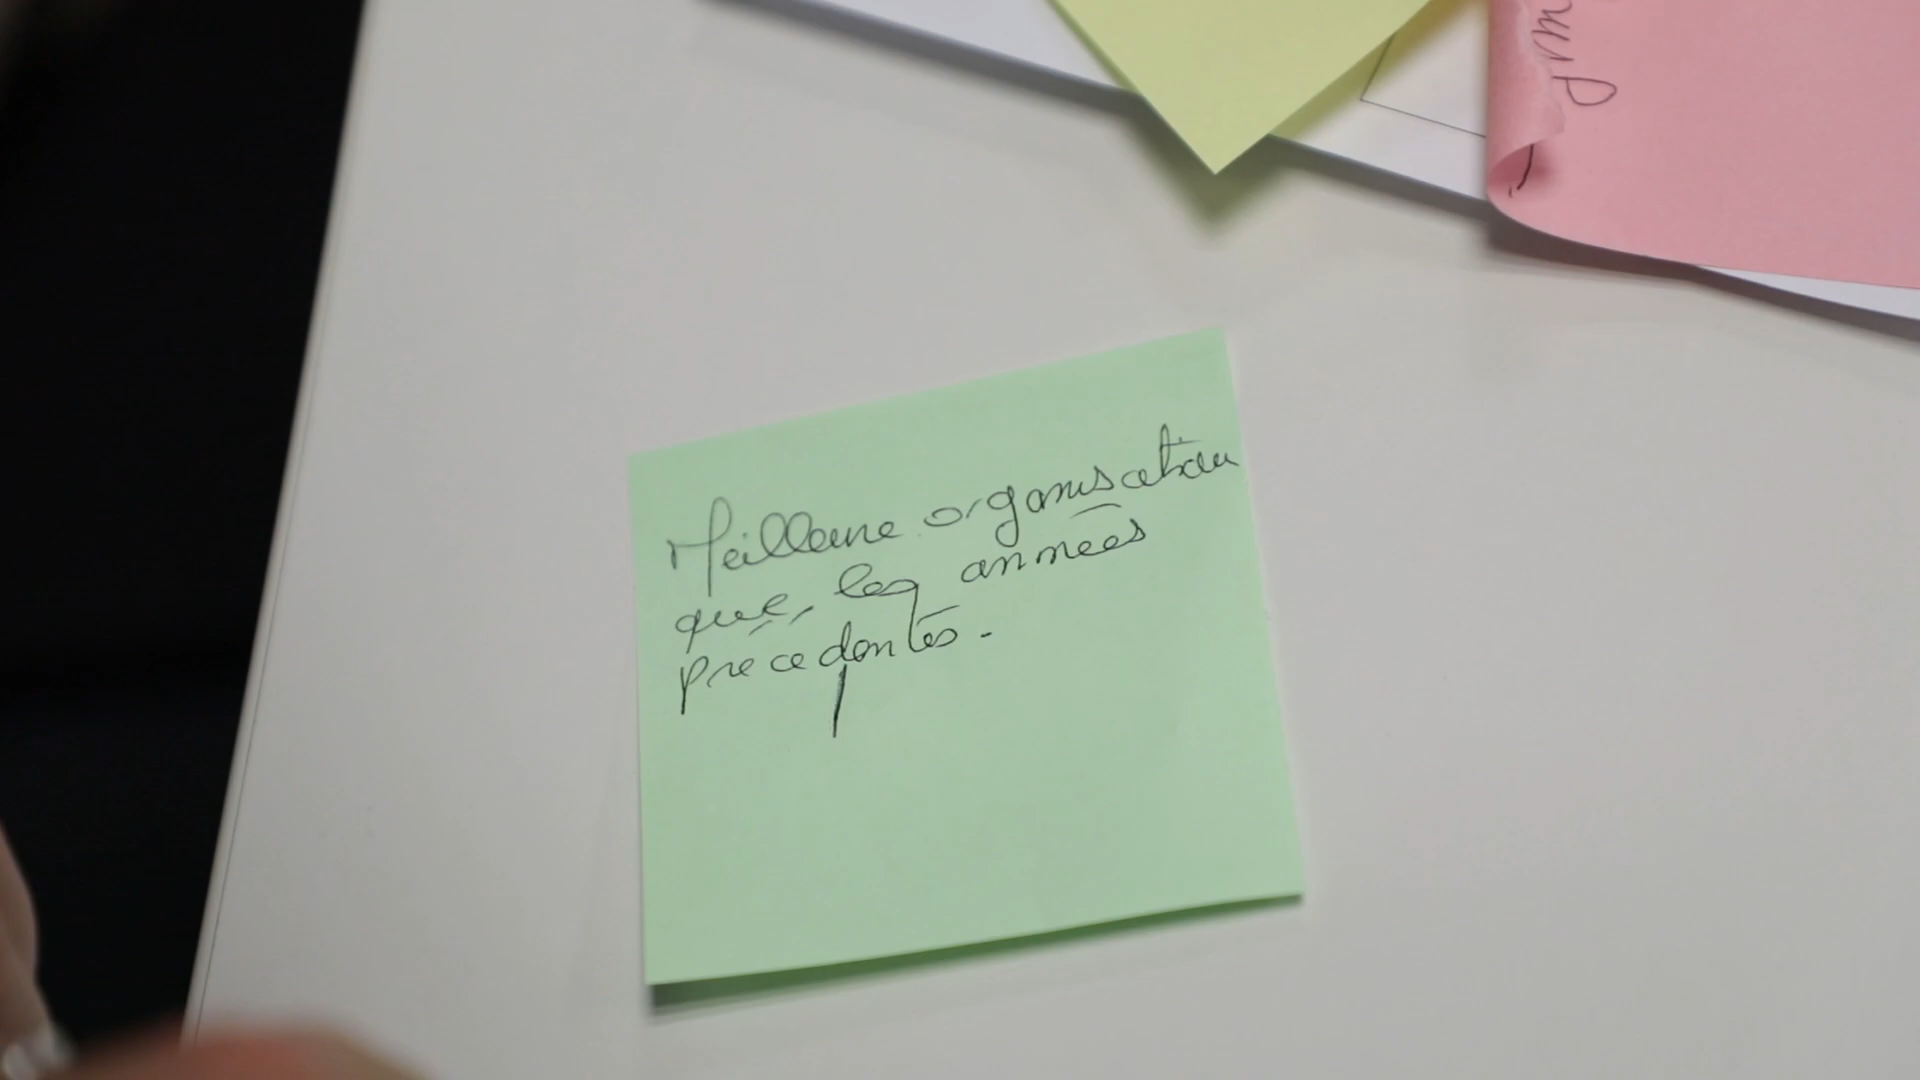 Meilleure organisation
que les années
précédentes.